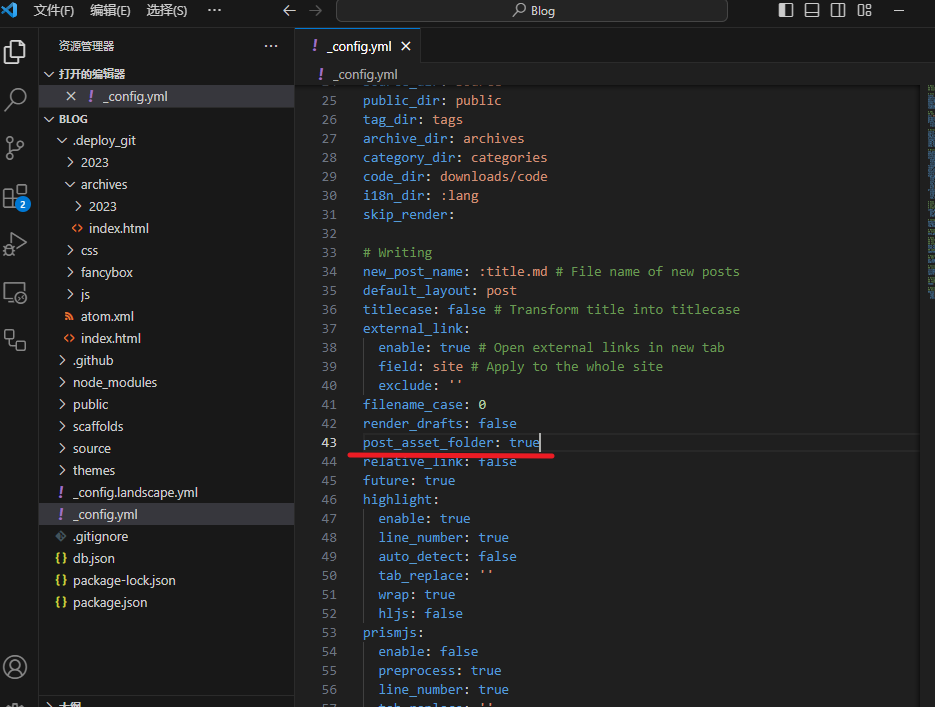 文件(F) 编辑(E) 选择(S) ··· Blog
资源管理器 ···
打开的编辑器
_config.yml
BLOG
.deploy_git
2023
archives
2023
index.html
css
fancybox
js
atom.xml
index.html
.github
node_modules
public
scaffolds
source
themes
_config.landscape.yml
_config.yml
.gitignore
db.json
package-lock.json
package.json
大纲
2
! _config.yml
! _config.yml
25 public_dir: public
26 tag_dir: tags
27 archive_dir: archives
28 category_dir: categories
29 code_dir: downloads/code
30 i18n_dir: :lang
31 skip_render:
32
33 # Writing
34 new_post_name: :title.md # File name of new posts
35 default_layout: post
36 titlecase: false # Transform title into titlecase
37 external_link:
38 enable: true # Open external links in new tab
39 field: site # Apply to the whole site
40 exclude: ''
41 filename_case: 0
42 render_drafts: false
43 post_asset_folder: true
44 relative_link: false
45 future: true
46 highlight:
47 enable: true
48 line_number: true
49 auto_detect: false
50 tab_replace: ''
51 wrap: true
52 hljs: false
53 prismjs:
54 enable: false
55 preprocess: true
56 line_number: true